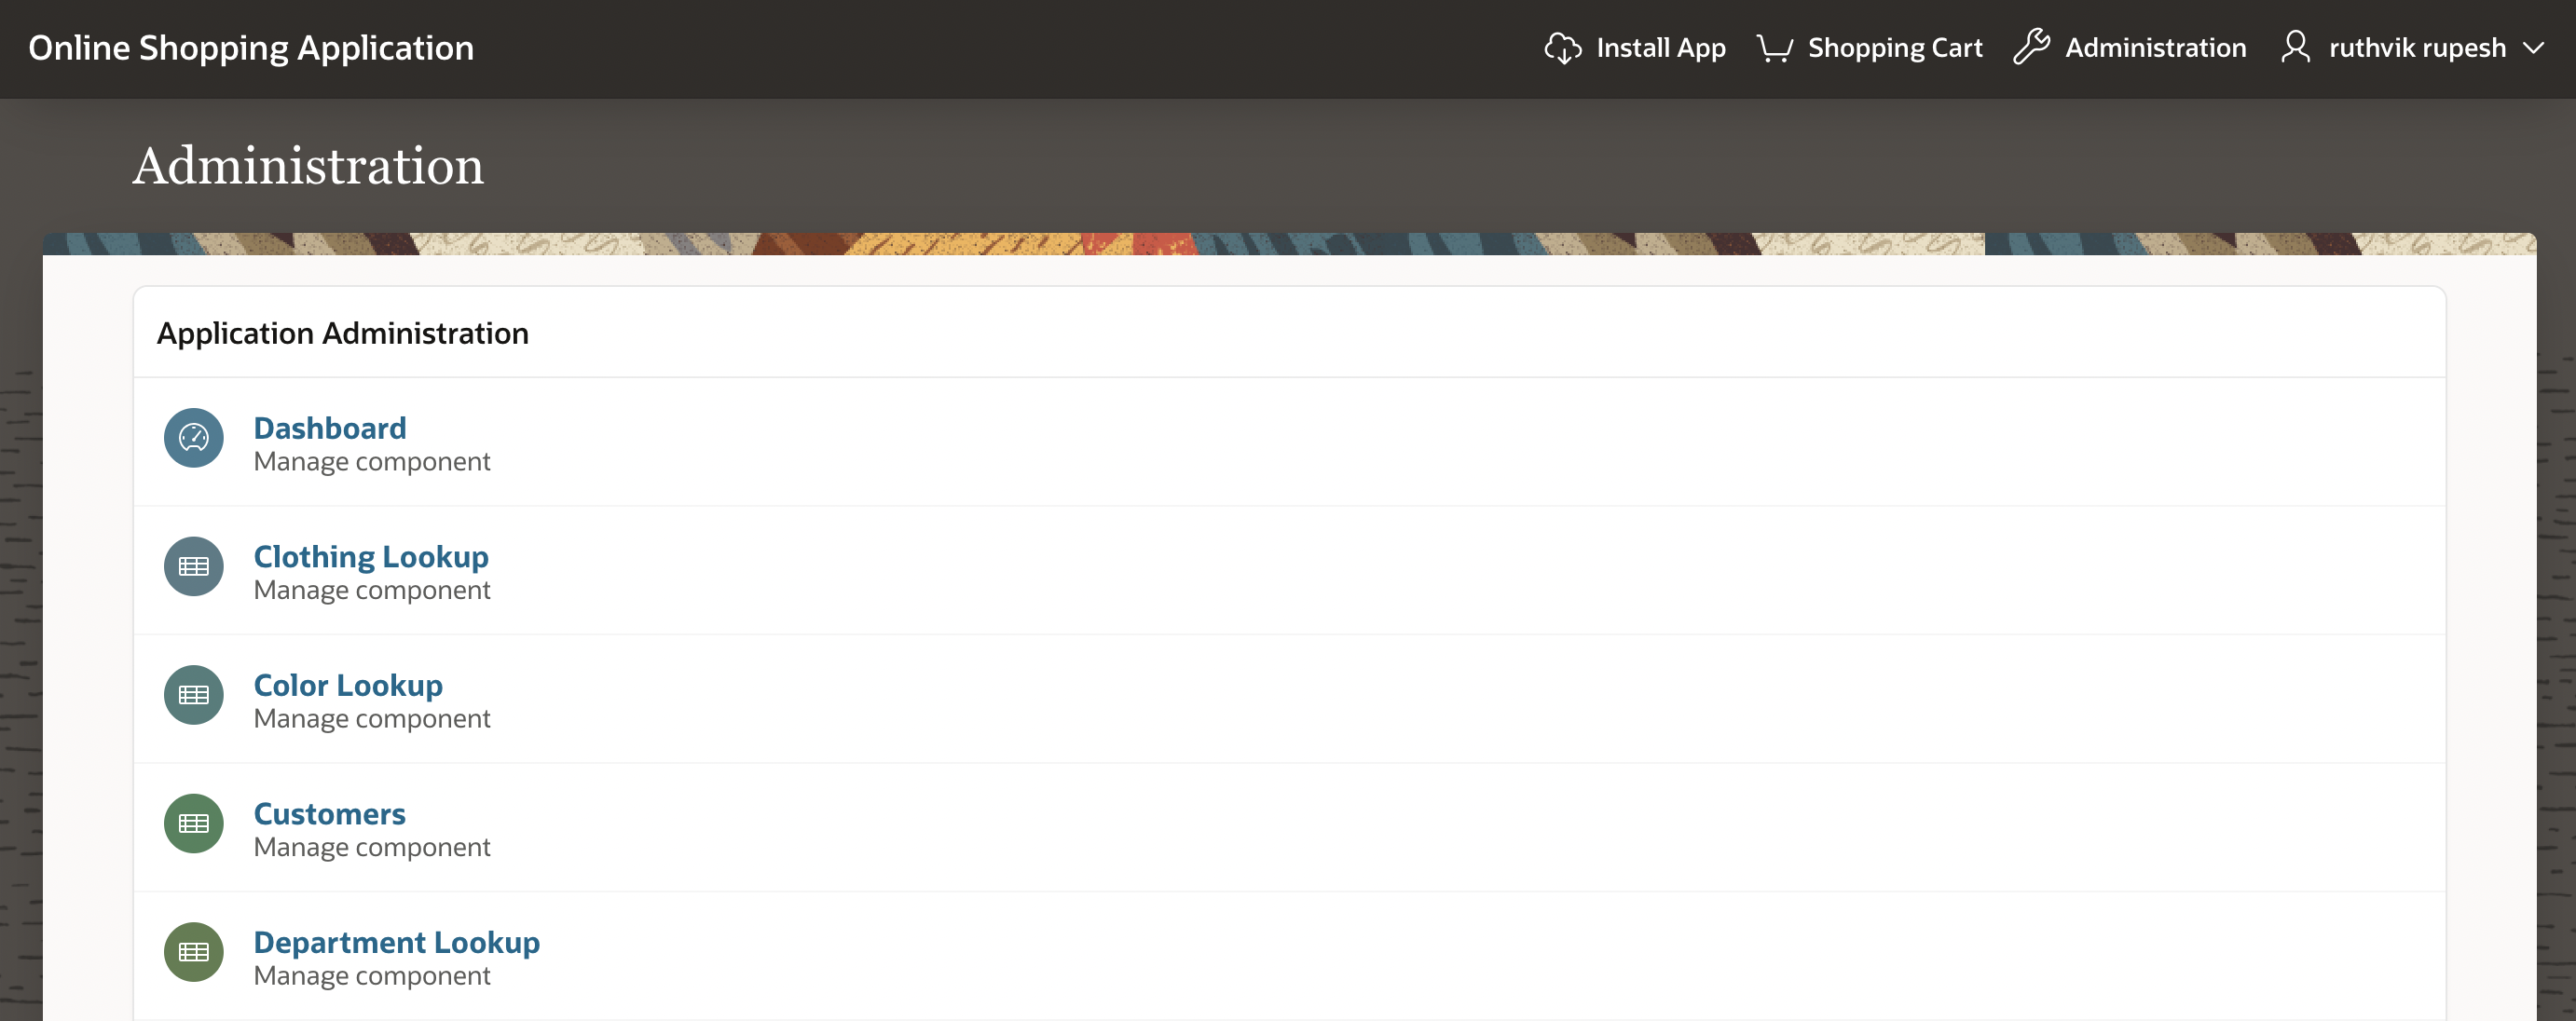 Online Shopping Application
Install App
Shopping Cart
Administration
ruthvik rupesh
Administration
Application Administration
Dashboard
Manage component
Clothing Lookup
Manage component
Color Lookup
Manage component
Customers
Manage component
Department Lookup
Manage component